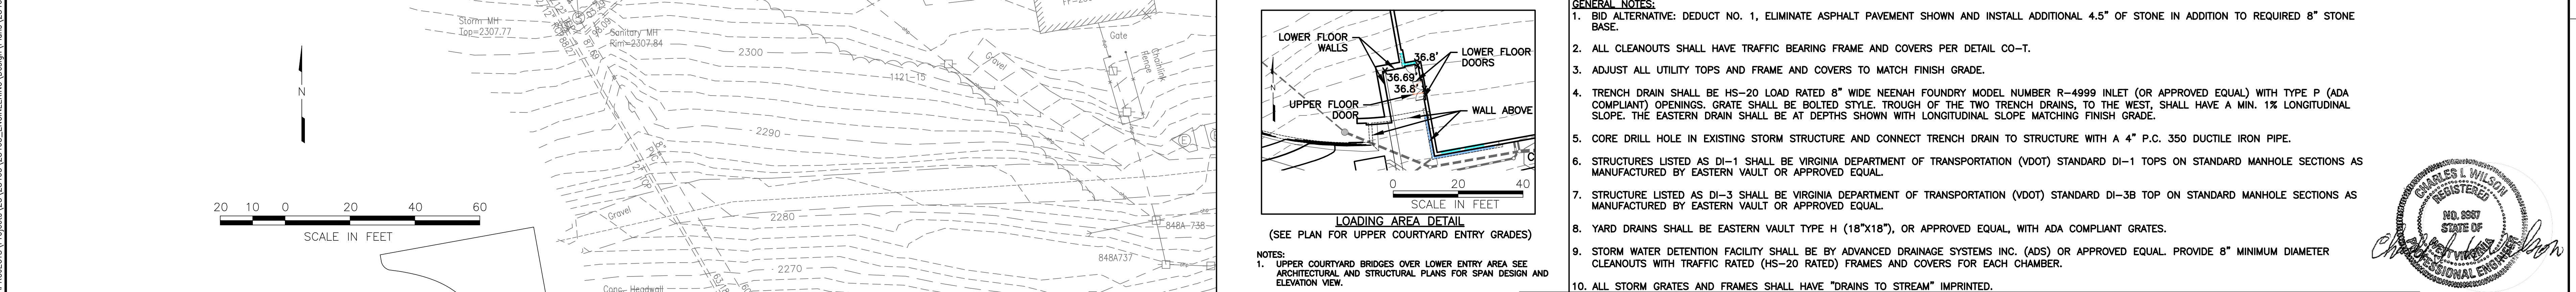 Storm MH
Top=2307.77
Sanitary MH
Rim=2307.84
2300
Gravel
Gate
Chainlink
Fence
1121-15
N
2290
E
20 10 0 20 40 60
SCALE IN FEET
Gravel
2280
848A 738
848A737
2270
Conc. Headwall
LOWER FLOOR
WALLS
36.8'
LOWER FLOOR
DOORS
36.69'
36.8'
UPPER FLOOR
DOOR
WALL ABOVE
N
0 20 40
SCALE IN FEET
LOADING AREA DETAIL
(SEE PLAN FOR UPPER COURTYARD ENTRY GRADES)
NOTES:
1. UPPER COURTYARD BRIDGES OVER LOWER ENTRY AREA SEE
ARCHITECTURAL AND STRUCTURAL PLANS FOR SPAN DESIGN AND
ELEVATION VIEW.
GENERAL NOTES:
1. BID ALTERNATIVE: DEDUCT NO. 1, ELIMINATE ASPHALT PAVEMENT SHOWN AND INSTALL ADDITIONAL 4.5" OF STONE IN ADDITION TO REQUIRED 8" STONE
BASE.
2. ALL CLEANOUTS SHALL HAVE TRAFFIC BEARING FRAME AND COVERS PER DETAIL CO-T.
3. ADJUST ALL UTILITY TOPS AND FRAME AND COVERS TO MATCH FINISH GRADE.
4. TRENCH DRAIN SHALL BE HS-20 LOAD RATED 8" WIDE NEENAH FOUNDRY MODEL NUMBER R-4999 INLET (OR APPROVED EQUAL) WITH TYPE P (ADA
COMPLIANT) OPENINGS. GRATE SHALL BE BOLTED STYLE. TROUGH OF THE TWO TRENCH DRAINS, TO THE WEST, SHALL HAVE A MIN. 1% LONGITUDINAL
SLOPE. THE EASTERN DRAIN SHALL BE AT DEPTHS SHOWN WITH LONGITUDINAL SLOPE MATCHING FINISH GRADE.
5. CORE DRILL HOLE IN EXISTING STORM STRUCTURE AND CONNECT TRENCH DRAIN TO STRUCTURE WITH A 4" P.C. 350 DUCTILE IRON PIPE.
6. STRUCTURES LISTED AS DI-1 SHALL BE VIRGINIA DEPARTMENT OF TRANSPORTATION (VDOT) STANDARD DI-1 TOPS ON STANDARD MANHOLE SECTIONS AS
MANUFACTURED BY EASTERN VAULT OR APPROVED EQUAL.
7. STRUCTURE LISTED AS DI-3 SHALL BE VIRGINIA DEPARTMENT OF TRANSPORTATION (VDOT) STANDARD DI-3B TOP ON STANDARD MANHOLE SECTIONS AS
MANUFACTURED BY EASTERN VAULT OR APPROVED EQUAL.
8. YARD DRAINS SHALL BE EASTERN VAULT TYPE H (18"X18"), OR APPROVED EQUAL, WITH ADA COMPLIANT GRATES.
9. STORM WATER DETENTION FACILITY SHALL BE BY ADVANCED DRAINAGE SYSTEMS INC. (ADS) OR APPROVED EQUAL. PROVIDE 8" MINIMUM DIAMETER
CLEANOUTS WITH TRAFFIC RATED (HS-20 RATED) FRAMES AND COVERS FOR EACH CHAMBER.
10. ALL STORM GRATES AND FRAMES SHALL HAVE "DRAINS TO STREAM" IMPRINTED.
CHARLES L WILSON
REGISTERED
NO. 8987
STATE OF
WEST VIRGINIA
PROFESSIONAL ENGINEER